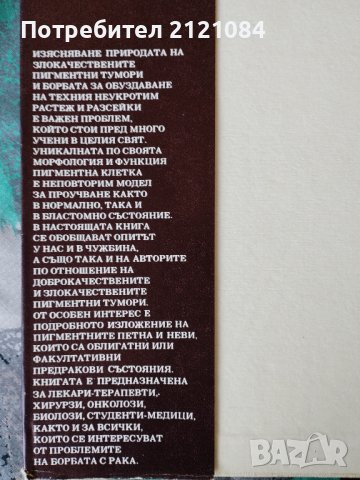 Потребител 2121084
ИЗЯСНЯВАНЕ ПРИРОДАТА НА
ЗЛОКАЧЕСТВЕНИТЕ
ПИГМЕНТНИ ТУМОРИ
И БОРБАТА ЗА ОБУЗДАВАНЕ
НА ТЕХНИЯ НЕУКРОТИМ
РАСТЕЖ И РАЗСЕЙКИ
Е ВАЖЕН ПРОБЛЕМ,
КОЙТО СТОИ ПРЕД МНОГО
УЧЕНИ В ЦЕЛИЯ СВЯТ.
УНИКАЛНАТА ПО СВОЯТА
МОРФОЛОГИЯ И ФУНКЦИЯ
ПИГМЕНТНА КЛЕТКА
Е НЕПОВТОРИМ МОДЕЛ
ЗА ПРОУЧВАНЕ КАКТО
В НОРМАЛНО, ТАКА И
В БЛАСТОМНО СЪСТОЯНИЕ.
В НАСТОЯЩАТА КНИГА
СЕ ОБОБЩАВАТ ОПИТЪТ
У НАС И В ЧУЖБИНА,
А СЪЩО ТАКА И НА АВТОРИТЕ
ПО ОТНОШЕНИЕ НА
ДОБРОКАЧЕСТВЕНИТЕ
И ЗЛОКАЧЕСТВЕНИТЕ
ПИГМЕНТНИ ТУМОРИ.
ОТ ОСОБЕН ИНТЕРЕС Е
ПОДРОБНОТО ИЗЛОЖЕНИЕ НА
ПИГМЕНТНИТЕ ПЕТНА И НЕВИ,
КОИТО СА ОБЛИГАТНИ ИЛИ
ФАКУЛТАТИВНИ
ПРЕДРАКОВИ СЪСТОЯНИЯ.
КНИГАТА Е ПРЕДНАЗНАЧЕНА
ЗА ЛЕКАРИ-ТЕРАПЕВТИ,
ХИРУРЗИ, ОНКОЛОЗИ,
БИОЛОЗИ, СТУДЕНТИ-МЕДИЦИ,
КАКТО И ЗА ВСИЧКИ,
КОИТО СЕ ИНТЕРЕСУВАТ
ОТ ПРОБЛЕМИТЕ
НА БОРБАТА С РАКА.
BAZAR